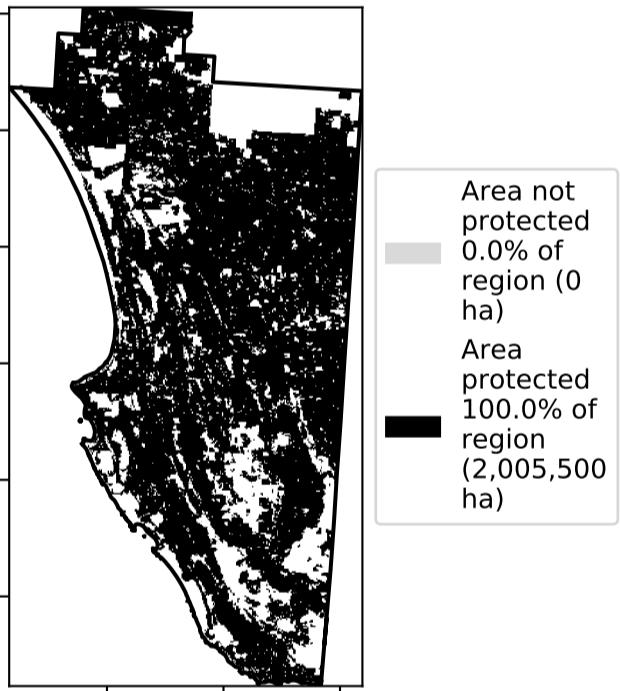 Area not
protected
0.0% of
region (0
ha)
Area
protected
100.0% of
region
(2,005,500
ha)